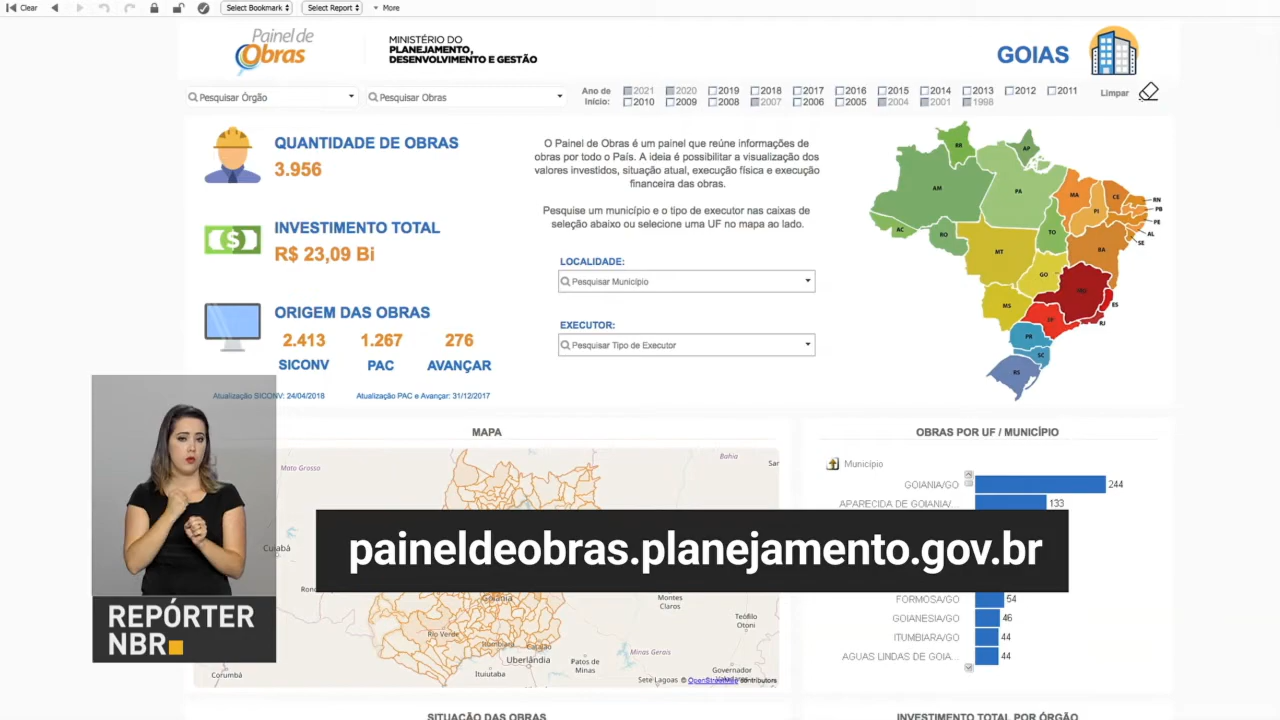 Clear
Select Bookmark
Select Report
More
Painel de
Obras
MINISTÉRIO DO
PLANEJAMENTO,
DESENVOLVIMENTO E GESTÃO
GOIAS
Pesquisar Órgão
Pesquisar Obras
Ano de
Início:
2021 2020 2019 2018 2017 2016 2015 2014 2013 2012 2011
2010 2009 2008 2007 2006 2005 2004 2001 1998
Limpar
QUANTIDADE DE OBRAS
3.956
INVESTIMENTO TOTAL
R$ 23,09 Bi
ORIGEM DAS OBRAS
2.413 1.267 276
SICONV PAC AVANÇAR
Atualização SICONV: 24/04/2018 Atualização PAC e Avançar: 31/12/2017
O Painel de Obras é um painel que reúne informações de
obras por todo o País. A ideia é possibilitar a visualização dos
valores investidos, situação atual, execução física e execução
financeira das obras.
Pesquise um município e o tipo de executor nas caixas de
seleção abaixo ou selecione uma UF no mapa ao lado.
LOCALIDADE:
Pesquisar Município
EXECUTOR:
Pesquisar Tipo de Executor
RR AP
AM PA MA CE RN
PB
PI PE
AC RO TO AL
SE
MT BA
GO
MS ES
RJ
PR
SC
RS
MAPA
Mato Grosso
Bahia
Cuiabá
Goiânia
Montes
Claros
Rio Verde
Itumbiara
Catalão
Teófilo
Otoni
Uberlândia
Patos de
Minas
Minas Gerais
Corumbá
Ituiutaba
Governador
Valadares
Sete Lagoas © OpenStreetMap contributors
OBRAS POR UF / MUNICÍPIO
Município
GOIANIA/GO 244
APARECIDA DE GOIANIA/... 133
FORMOSA/GO 54
GOIANESIA/GO 46
ITUMBIARA/GO 44
AGUAS LINDAS DE GOIA... 44
paineldeobras.planejamento.gov.br
REPÓRTER
NBR
SITUAÇÃO DAS OBRAS
INVESTIMENTO TOTAL POR ÓRGÃO